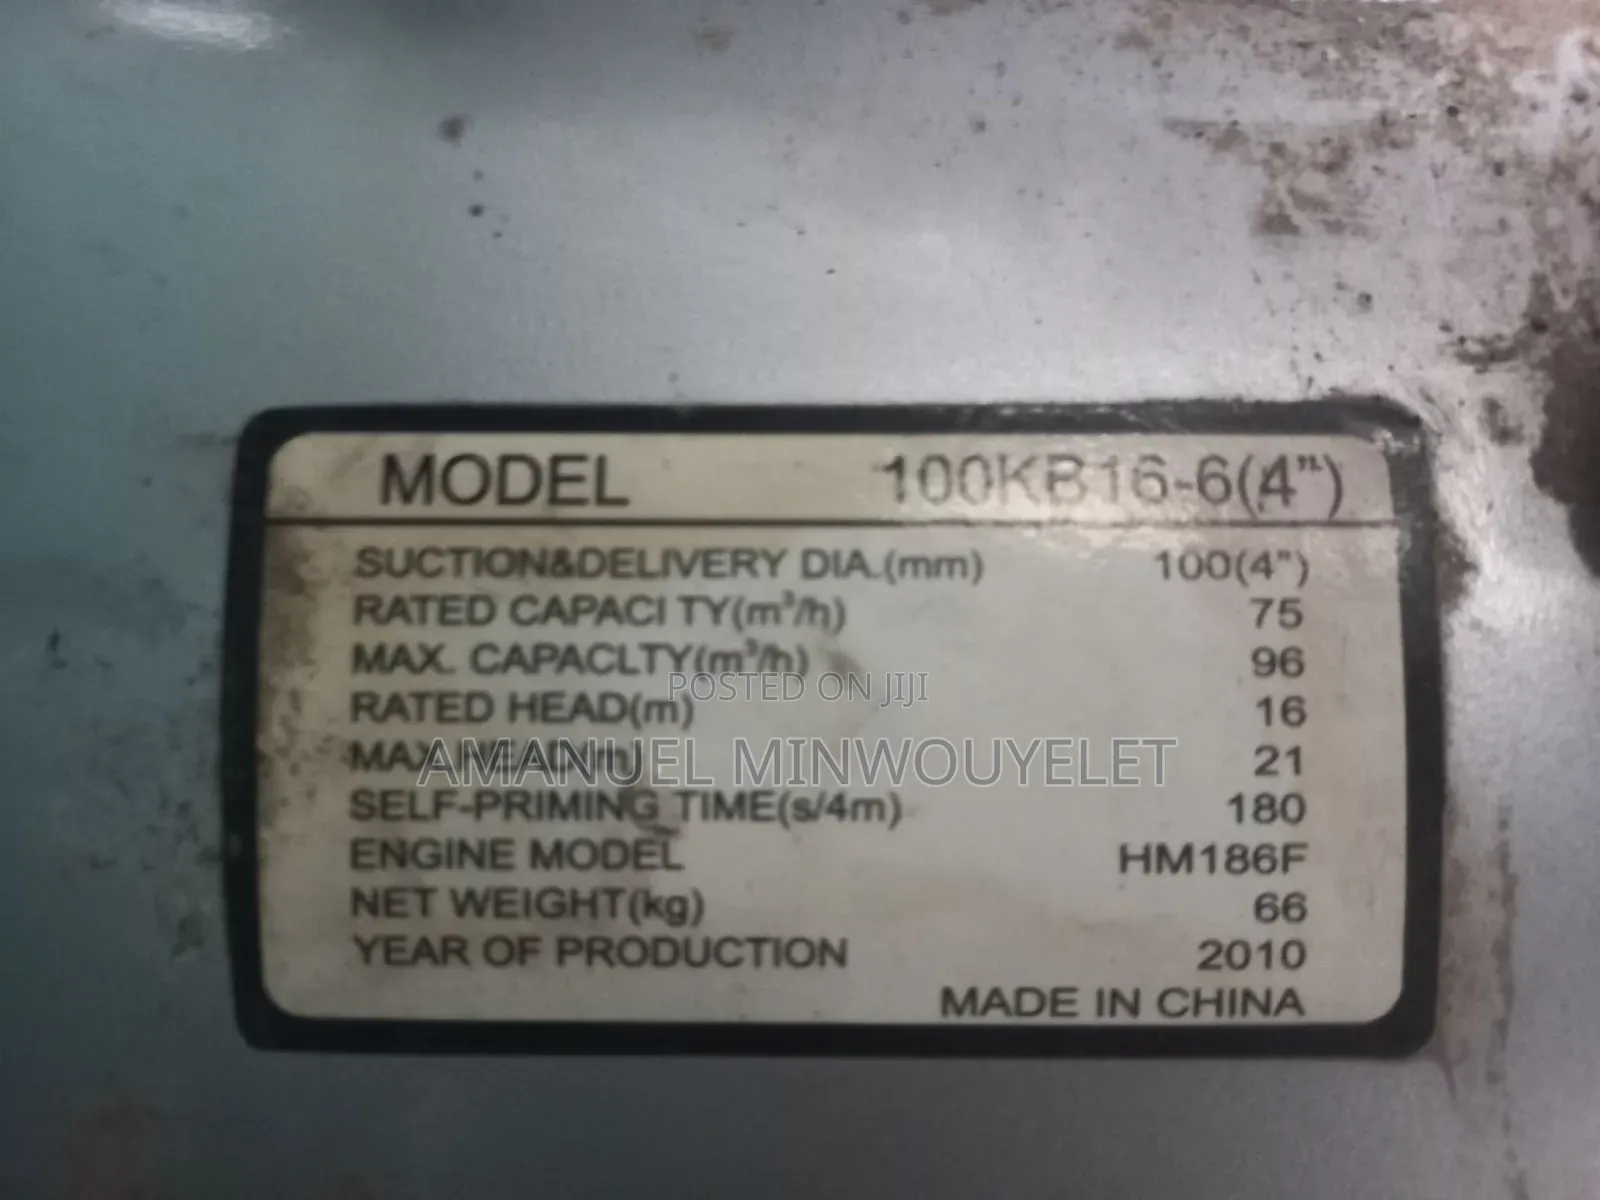 MODEL 100KB16-6(4")
SUCTION&DELIVERY DIA.(mm) 100(4")
RATED CAPACI TY(m³/h) 75
MAX. CAPACLTY(m³/h) 96
POSTED ON JIJI
RATED HEAD(m) 16
MAX.HEAD(m) 21
AMANUEL MINWOUYELET
SELF-PRIMING TIME(s/4m) 180
ENGINE MODEL HM186F
NET WEIGHT(kg) 66
YEAR OF PRODUCTION 2010
MADE IN CHINA